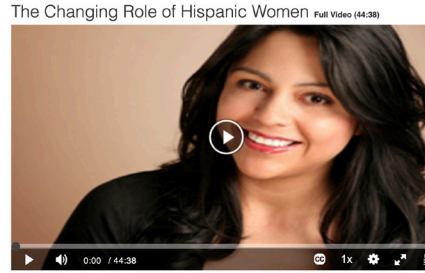 The Changing Role of Hispanic Women Full Video (44:38)
0:00 / 44:38
CC 1x